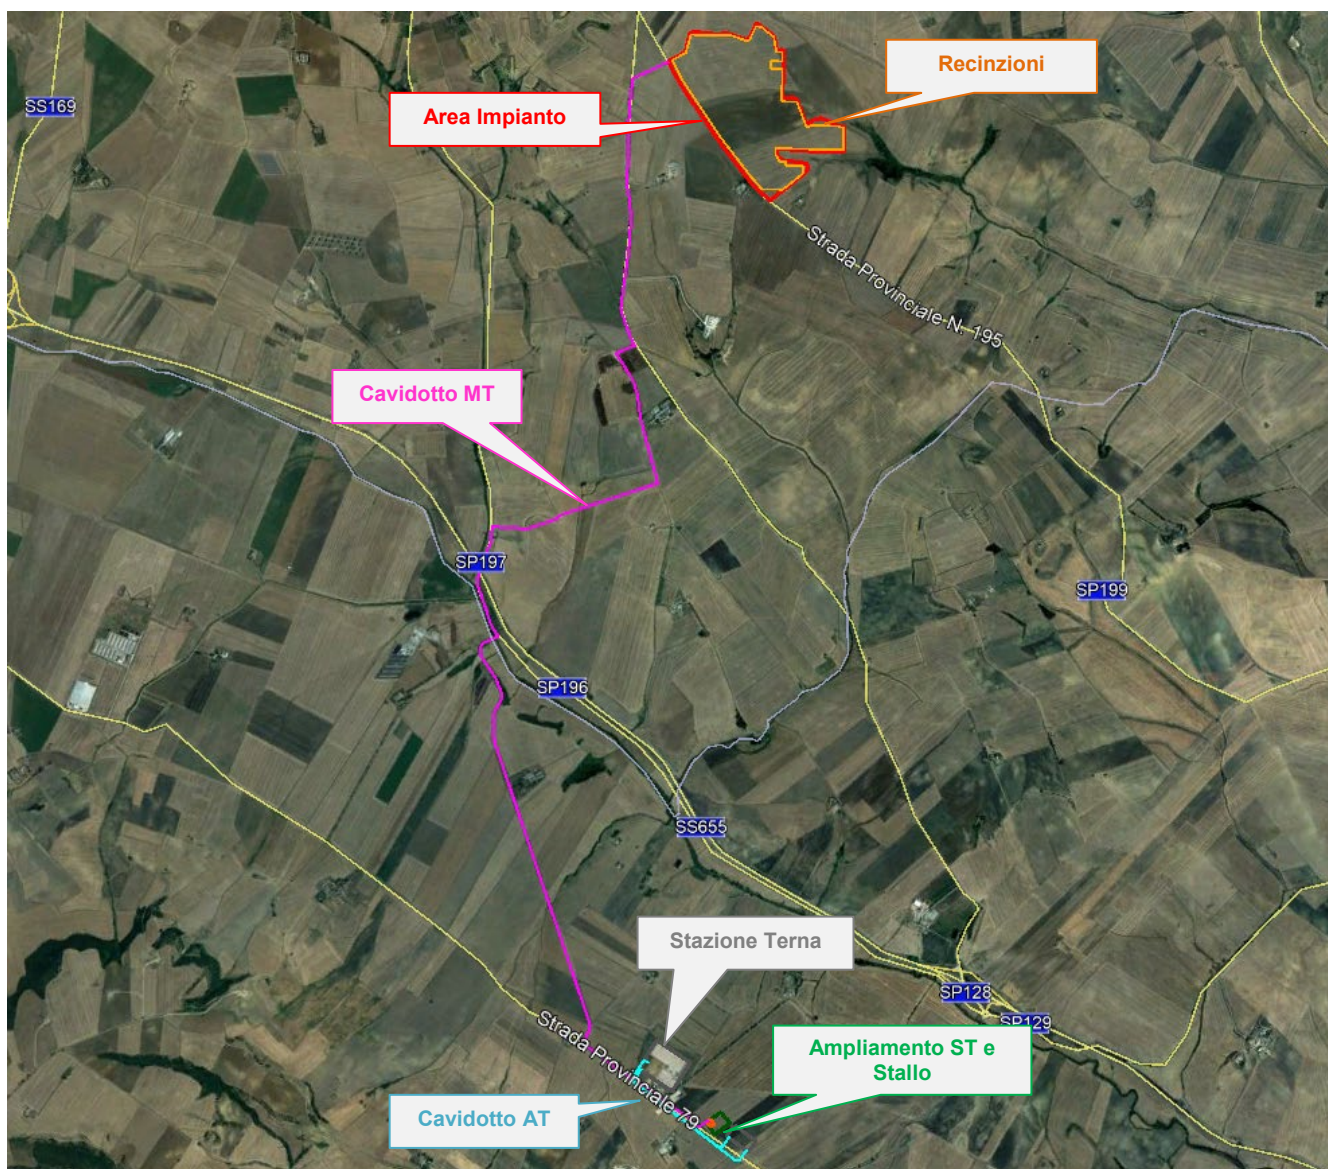 Recinzioni
SS169
Area Impianto
Strada Provinciale N. 195
Cavidotto MT
SP197
SP199
SP196
SS655
Stazione Terna
SP128
SP129
Strada Provinciale 79
Ampliamento ST e
Stallo
Cavidotto AT